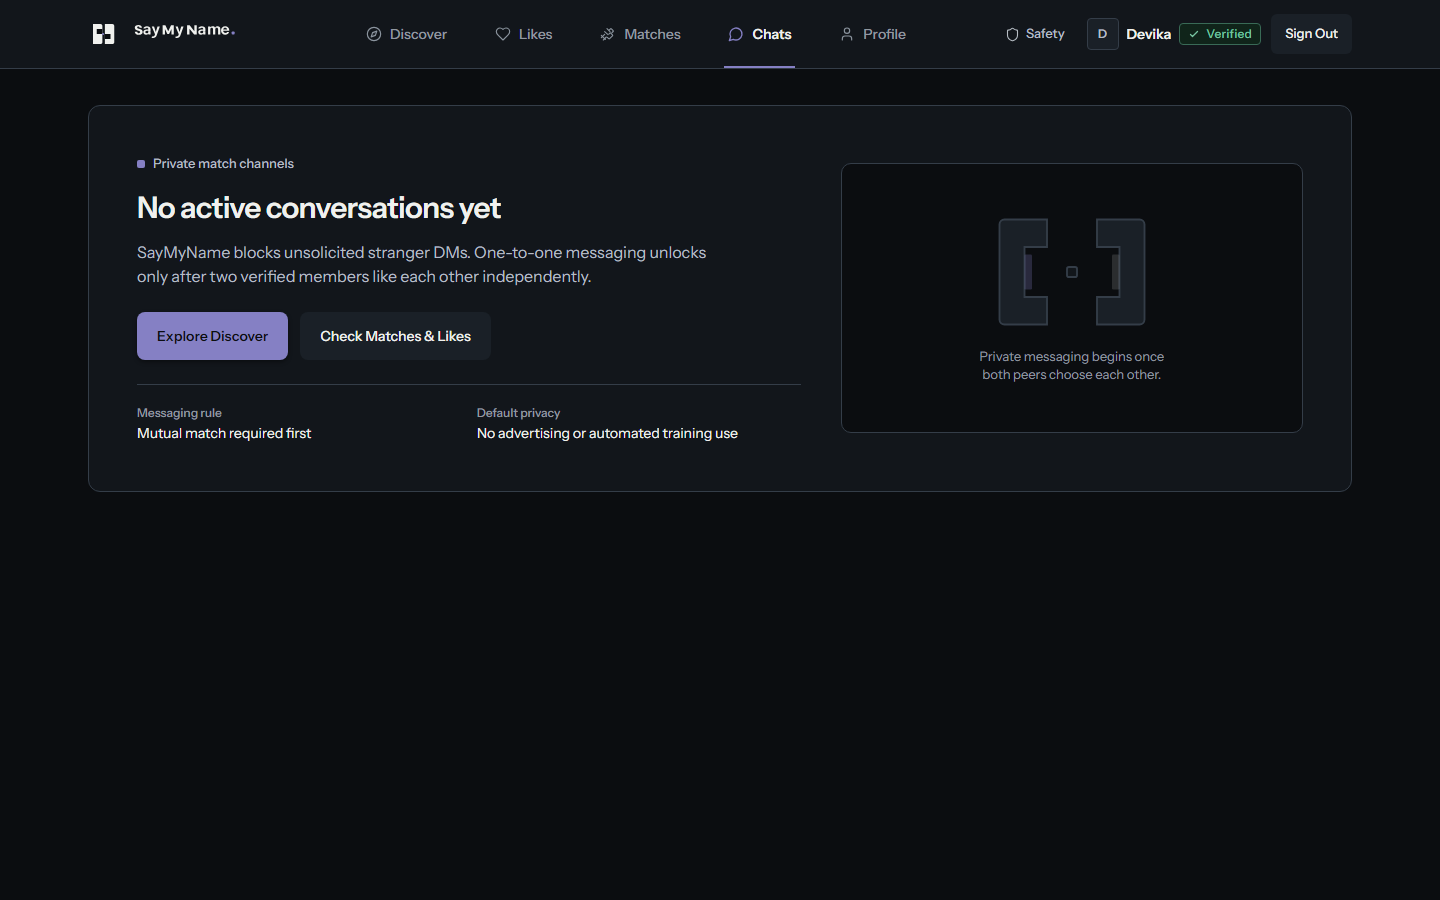 Say My Name.
Discover
Likes
Matches
Chats
Profile
Safety
D
Devika
Verified
Sign Out
Private match channels
No active conversations yet
SayMyName blocks unsolicited stranger DMs. One-to-one messaging unlocks
only after two verified members like each other independently.
Explore Discover
Check Matches & Likes
Messaging rule
Mutual match required first
Default privacy
No advertising or automated training use
Private messaging begins once
both peers choose each other.